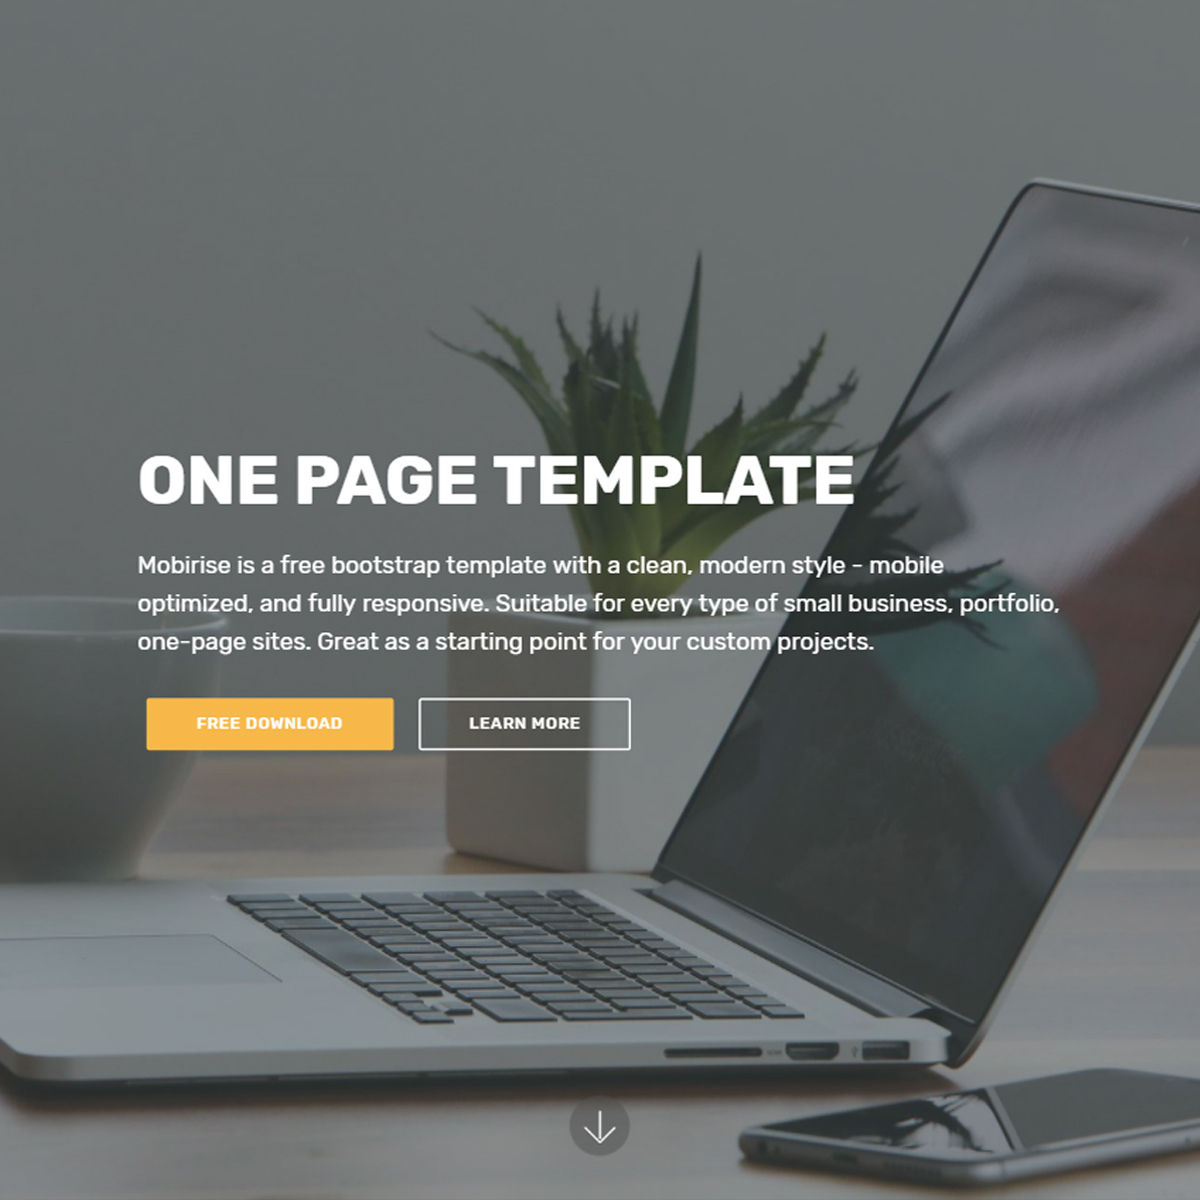 ONE PAGE TEMPLATE
Mobirise is a free bootstrap template with a clean, modern style - mobile
optimized, and fully responsive. Suitable for every type of small business, portfolio,
one-page sites. Great as a starting point for your custom projects.
FREE DOWNLOAD
LEARN MORE